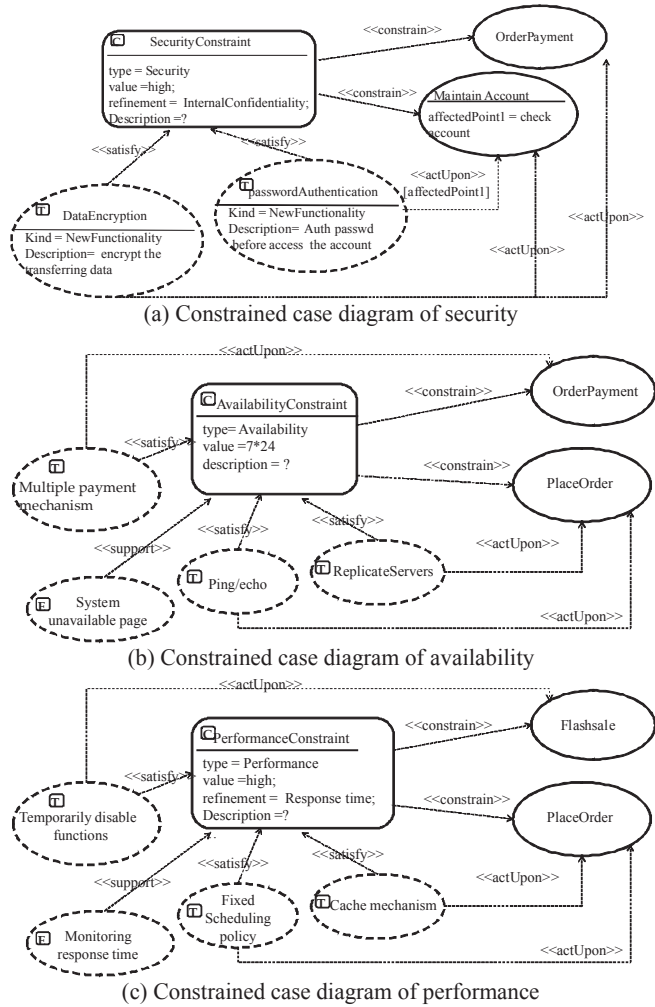 <<constrain>>
C
SecurityConstraint
OrderPayment
type = Security
value =high;
refinement = InternalConfidentiality;
Description =?
<<constrain>>
Maintain Account
affectedPoint1 = check
account
<<satisfy>>
<<satisfy>>
<<actUpon>>
[affectedPoint1]
T
passwordAuthentication
Kind = NewFunctionality
Description= Auth passwd
before access the account
T
DataEncryption
Kind = NewFunctionality
Description= encrypt the
transferring data
<<actUpon>>
<<actUpon>>
(a) Constrained case diagram of security
<<actUpon>>
C
AvailabilityConstraint
type= Availability
value =7*24
description = ?
<<constrain>>
OrderPayment
<<satisfy>>
T
Multiple payment
mechanism
<<constrain>>
PlaceOrder
<<support>>
<<satisfy>>
<<satisfy>>
<<actUpon>>
T
Ping/echo
T
ReplicateServers
F
System
unavailable page
<<actUpon>>
(b) Constrained case diagram of availability
<<actUpon>>
C
PerformanceConstraint
type = Performance
value =high;
refinement = Response time;
Description =?
<<constrain>>
Flashsale
<<satisfy>>
T
Temporarily disable
functions
<<constrain>>
PlaceOrder
<<support>>
<<satisfy>>
<<satisfy>>
<<actUpon>>
T
Fixed
Scheduling
policy
T
Cache mechanism
F
Monitoring
response time
<<actUpon>>
(c) Constrained case diagram of performance